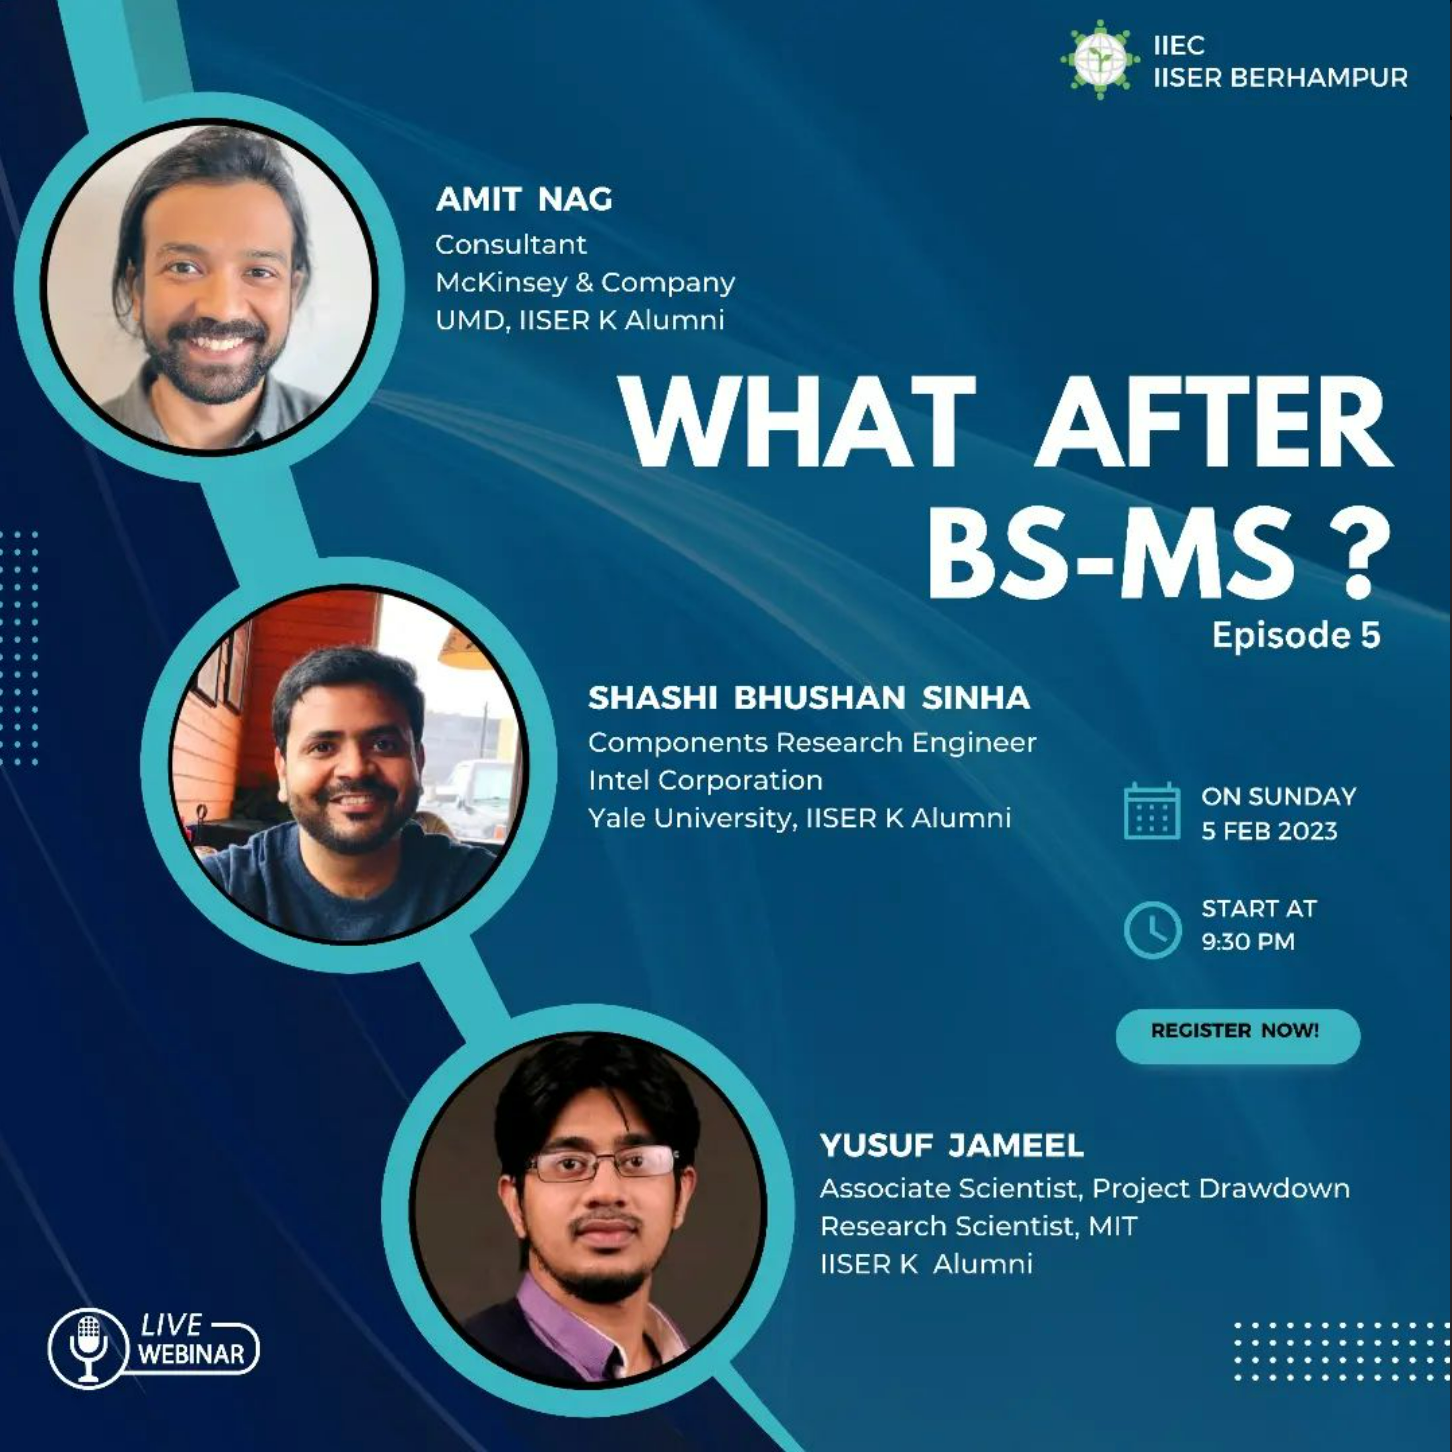 IIEC
IISER BERHAMPUR
AMIT NAG
Consultant
McKinsey & Company
UMD, IISER K Alumni
WHAT AFTER
BS-MS ?
Episode 5
SHASHI BHUSHAN SINHA
Components Research Engineer
Intel Corporation
Yale University, IISER K Alumni
ON SUNDAY
5 FEB 2023
START AT
9:30 PM
REGISTER NOW!
YUSUF JAMEEL
Associate Scientist, Project Drawdown
Research Scientist, MIT
IISER K Alumni
LIVE
WEBINAR